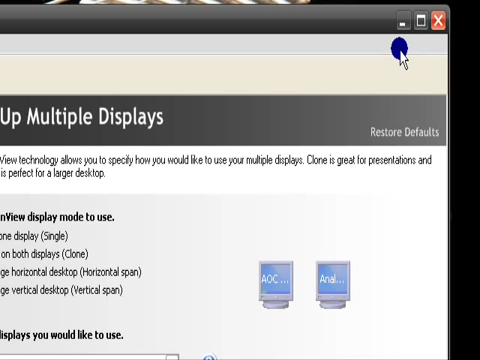 Up Multiple Displays
Restore Defaults
View technology allows you to specify how you would like to use your multiple displays. Clone is great for presentations and
is perfect for a larger desktop.
nView display mode to use.
one display (Single)
on both displays (Clone)
ge horizontal desktop (Horizontal span)
AOC ... Anal...
ge vertical desktop (Vertical span)
displays you would like to use.